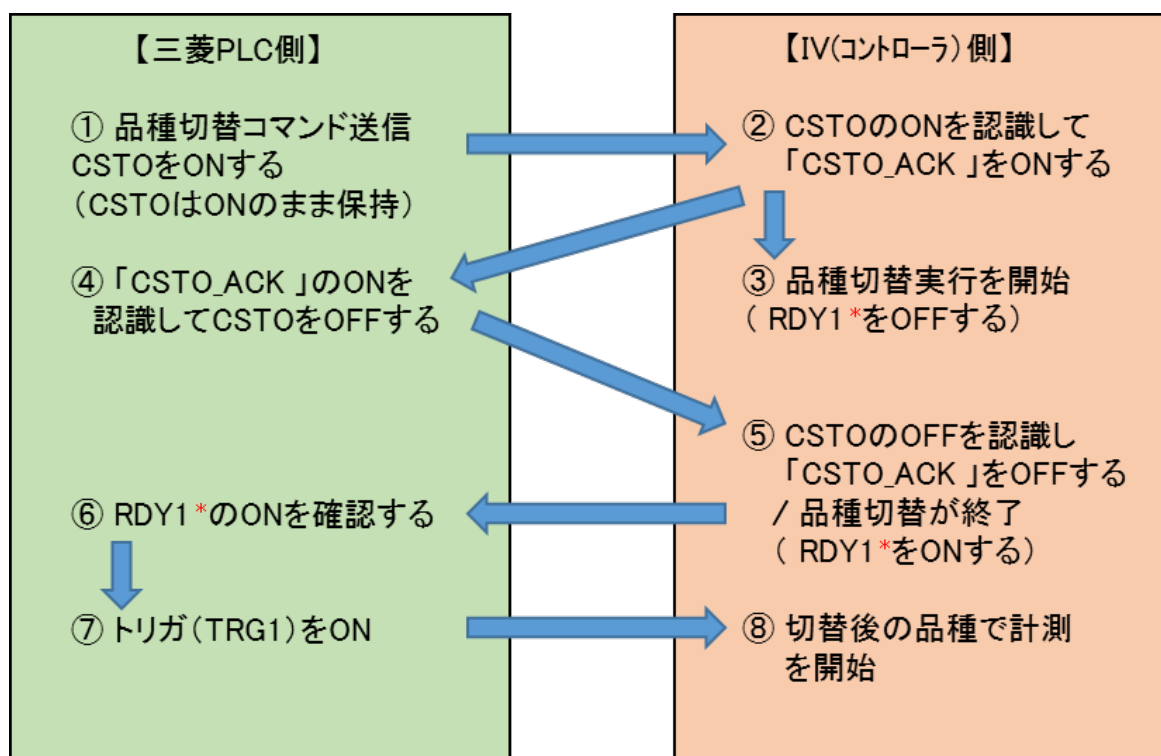 【三菱PLC側】
① 品種切替コマンド送信
CSTOをONする
（CSTOはONのまま保持）
④ 「CSTO_ACK 」のONを
認識してCSTOをOFFする
⑥ RDY1*のONを確認する
⑦ トリガ（TRG1）をON
【IV(コントローラ) 側】
② CSTOのONを認識して
「CSTO_ACK 」をONする
③ 品種切替実行を開始
（ RDY1*をOFFする）
⑤ CSTOのOFFを認識し
「CSTO_ACK 」をOFFする
/ 品種切替が終了
（ RDY1*をONする）
⑧ 切替後の品種で計測
を開始